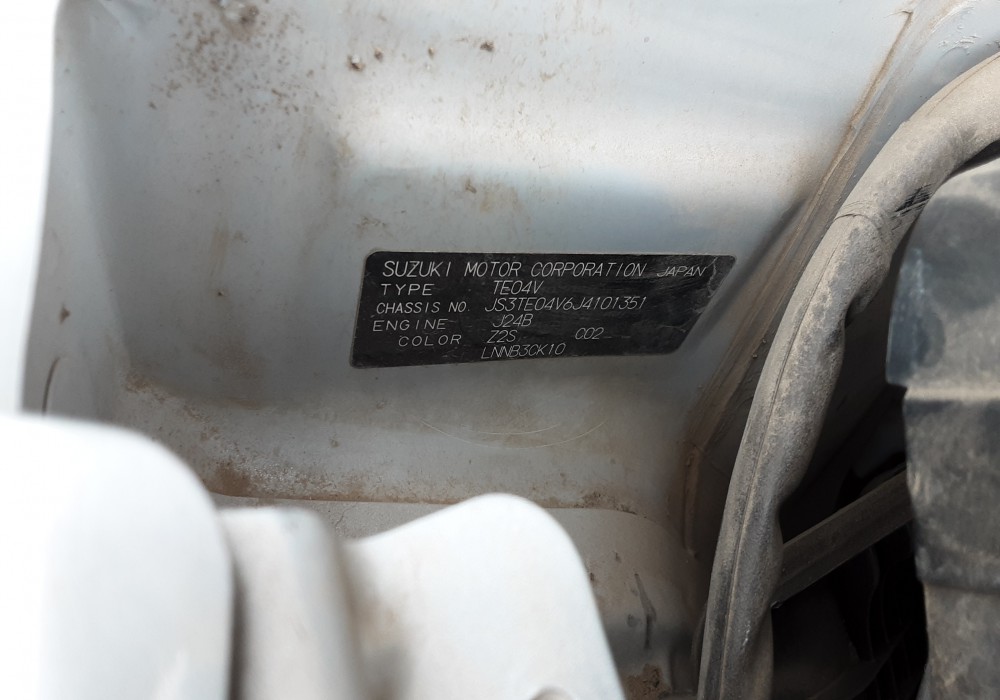 SUZUKI MOTOR CORPORATION JAPAN
TYPE TE04V
CHASSIS NO. JS3TE04V6J4101351
ENGINE J24B
COLOR Z2S C02
LNNB3CK10